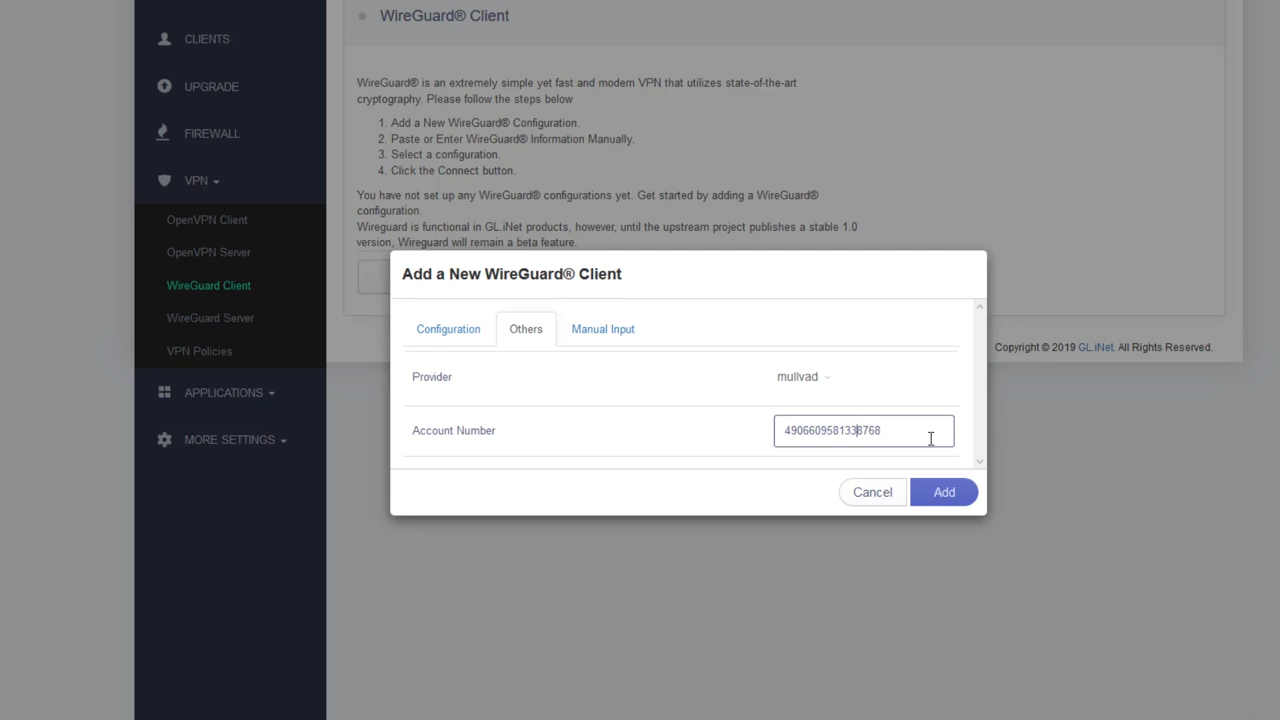 WireGuard® Client
CLIENTS
UPGRADE
FIREWALL
VPN
OpenVPN Client
OpenVPN Server
WireGuard Client
WireGuard Server
VPN Policies
APPLICATIONS
MORE SETTINGS
WireGuard® is an extremely simple yet fast and modern VPN that utilizes state-of-the-art
cryptography. Please follow the steps below
1. Add a New WireGuard® Configuration.
2. Paste or Enter WireGuard® Information Manually.
3. Select a configuration.
4. Click the Connect button.
You have not set up any WireGuard® configurations yet. Get started by adding a WireGuard®
configuration.
Wireguard is functional in GL.iNet products, however, until the upstream project publishes a stable 1.0
version, Wireguard will remain a beta feature.
Add a New WireGuard® Client
Configuration Others Manual Input
Provider mullvad
Account Number 4906609581338768
Cancel Add
Copyright © 2019 GL.iNet. All Rights Reserved.